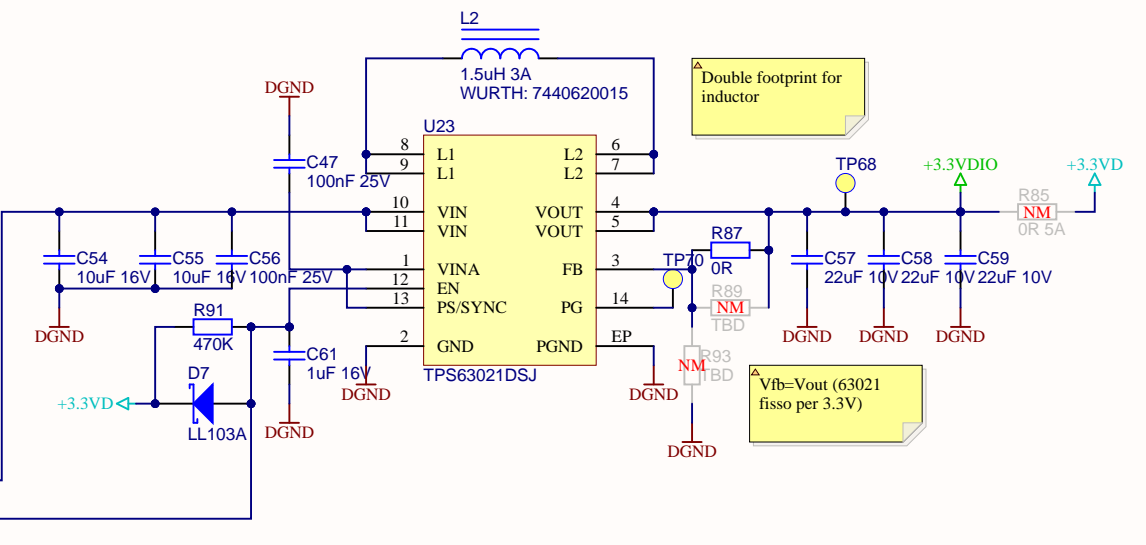 L2
1.5uH 3A
WURTH: 7440620015
Double footprint for
inductor
DGND
C47
100nF 25V
U23
8 L1 L2 6
9 L1 L2 7
10 VIN VOUT 4
11 VIN VOUT 5
1 VINA FB 3
12 EN
13 PS/SYNC PG 14
2 GND PGND EP
TPS63021DSJ
C54
10uF 16V
C55
10uF 16V
C56
100nF 25V
DGND
R91
470K
D7
LL103A
+3.3VD
C61
1uF 16V
DGND
DGND
DGND
TP68
+3.3VDIO
+3.3VD
R85
NM
0R 5A
R87
0R
TP70
R89
NM
TBD
R93
NM
TBD
DGND
C57
22uF 10V
C58
22uF 10V
C59
22uF 10V
DGND
DGND
DGND
Vfb=Vout (63021
fisso per 3.3V)